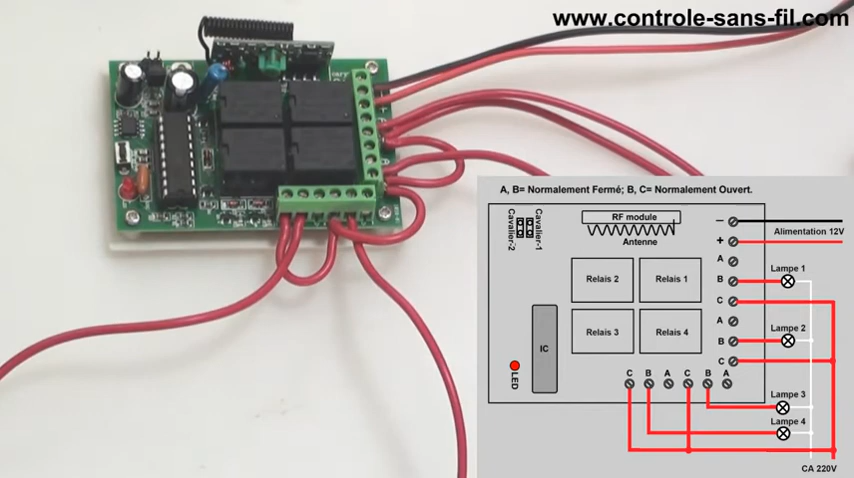 www.controle-sans-fil.com
A, B= Normalement Fermé; B, C= Normalement Ouvert.
Cavalier-2
Cavalier-1
RF module
Antenne
−
Alimentation 12V
+
A
Relais 2
Relais 1
B
Lampe 1
C
A
Relais 3
Relais 4
B
Lampe 2
IC
C
LED
C B A C B A
Lampe 3
Lampe 4
CA 220V